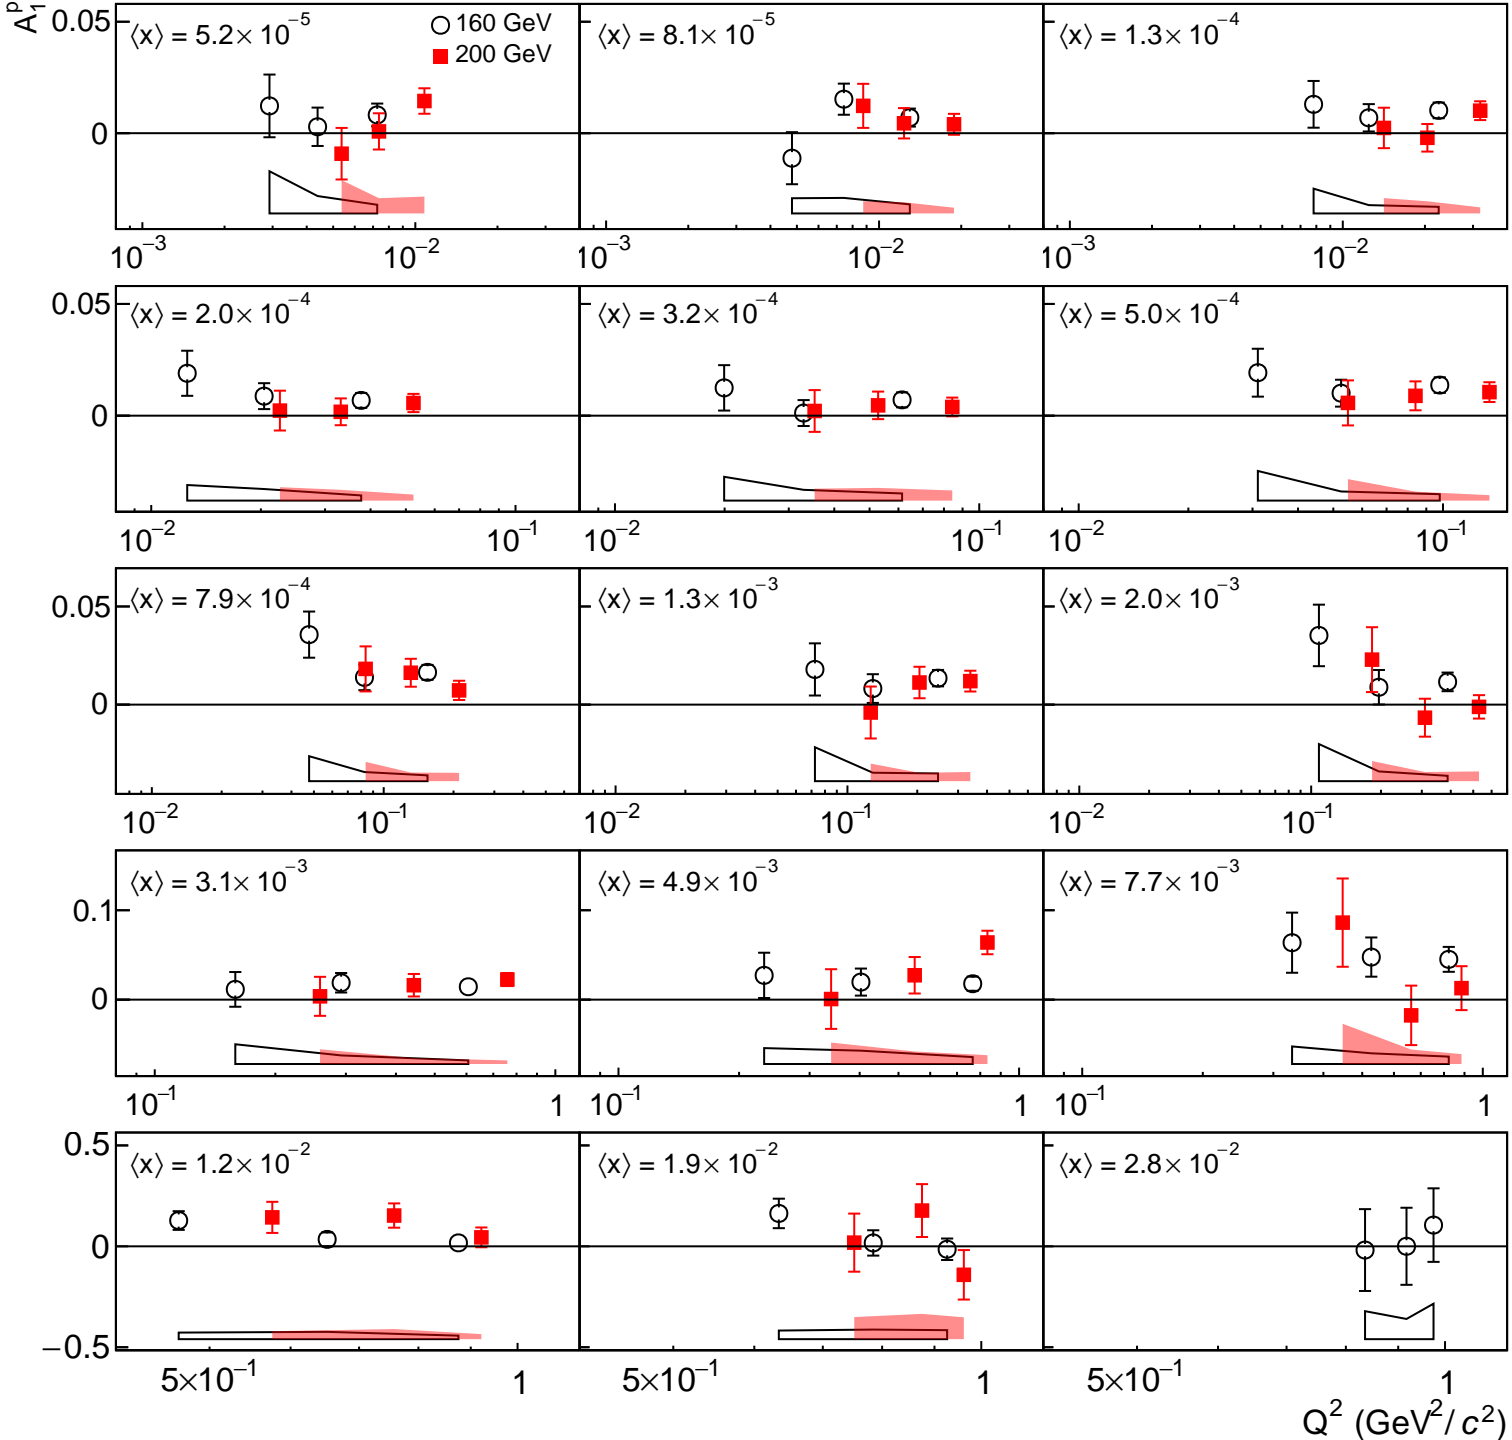 A₁ᵖ
0.05
0
⟨x⟩ = 5.2×10⁻⁵
160 GeV
200 GeV
⟨x⟩ = 8.1×10⁻⁵
⟨x⟩ = 1.3×10⁻⁴
10⁻³ 10⁻² 10⁻³ 10⁻² 10⁻³ 10⁻²
0.05
0
⟨x⟩ = 2.0×10⁻⁴
⟨x⟩ = 3.2×10⁻⁴
⟨x⟩ = 5.0×10⁻⁴
10⁻² 10⁻¹ 10⁻² 10⁻¹ 10⁻² 10⁻¹
0.05
0
⟨x⟩ = 7.9×10⁻⁴
⟨x⟩ = 1.3×10⁻³
⟨x⟩ = 2.0×10⁻³
10⁻² 10⁻¹ 10⁻² 10⁻¹ 10⁻² 10⁻¹
0.1
0
⟨x⟩ = 3.1×10⁻³
⟨x⟩ = 4.9×10⁻³
⟨x⟩ = 7.7×10⁻³
10⁻¹ 1 10⁻¹ 1 10⁻¹ 1
0.5
0
−0.5
⟨x⟩ = 1.2×10⁻²
⟨x⟩ = 1.9×10⁻²
⟨x⟩ = 2.8×10⁻²
5×10⁻¹ 1 5×10⁻¹ 1 5×10⁻¹ 1
Q² (GeV²/c²)